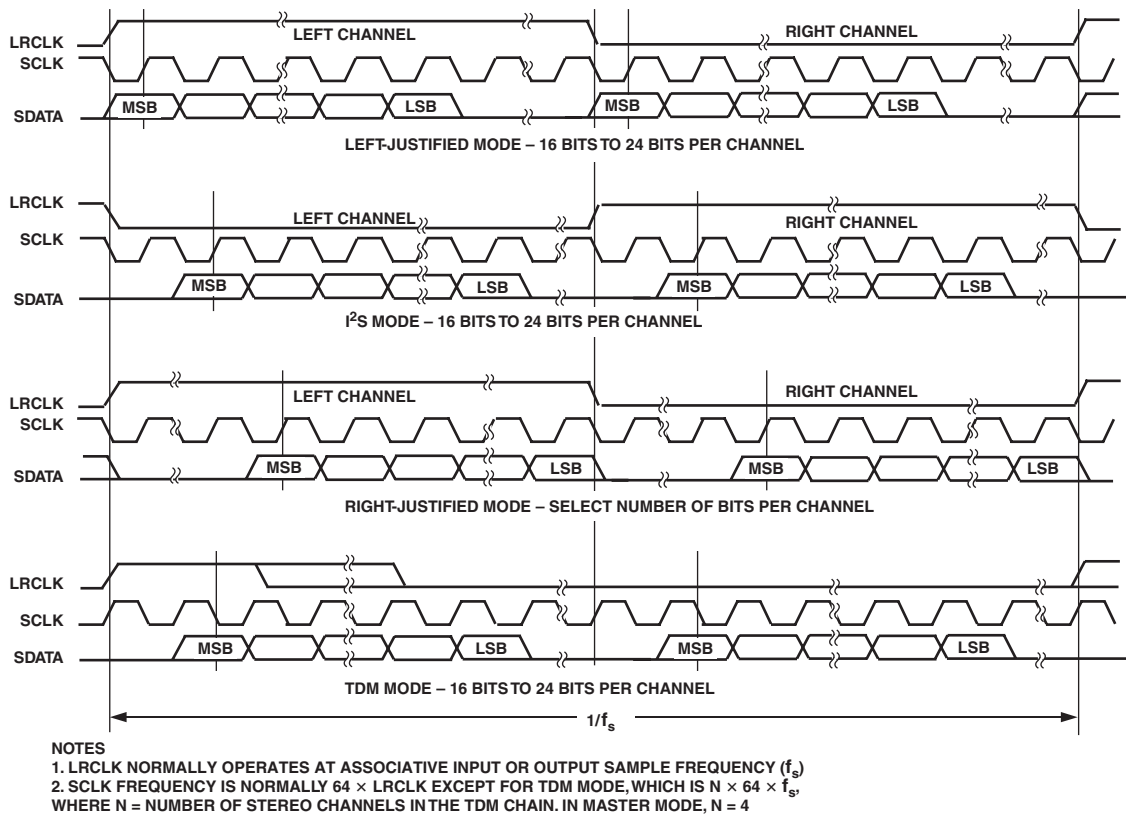 LEFT CHANNEL RIGHT CHANNEL
LRCLK
SCLK
MSB LSB MSB LSB
SDATA
LEFT-JUSTIFIED MODE – 16 BITS TO 24 BITS PER CHANNEL
LRCLK
LEFT CHANNEL RIGHT CHANNEL
SCLK
MSB LSB MSB LSB
SDATA
I²S MODE – 16 BITS TO 24 BITS PER CHANNEL
LEFT CHANNEL RIGHT CHANNEL
LRCLK
SCLK
MSB LSB MSB LSB
SDATA
RIGHT-JUSTIFIED MODE – SELECT NUMBER OF BITS PER CHANNEL
LRCLK
SCLK
MSB LSB MSB LSB
SDATA
TDM MODE – 16 BITS TO 24 BITS PER CHANNEL
1/fs
NOTES
1. LRCLK NORMALLY OPERATES AT ASSOCIATIVE INPUT OR OUTPUT SAMPLE FREQUENCY (fs)
2. SCLK FREQUENCY IS NORMALLY 64 × LRCLK EXCEPT FOR TDM MODE, WHICH IS N × 64 × fs,
WHERE N = NUMBER OF STEREO CHANNELS IN THE TDM CHAIN. IN MASTER MODE, N = 4